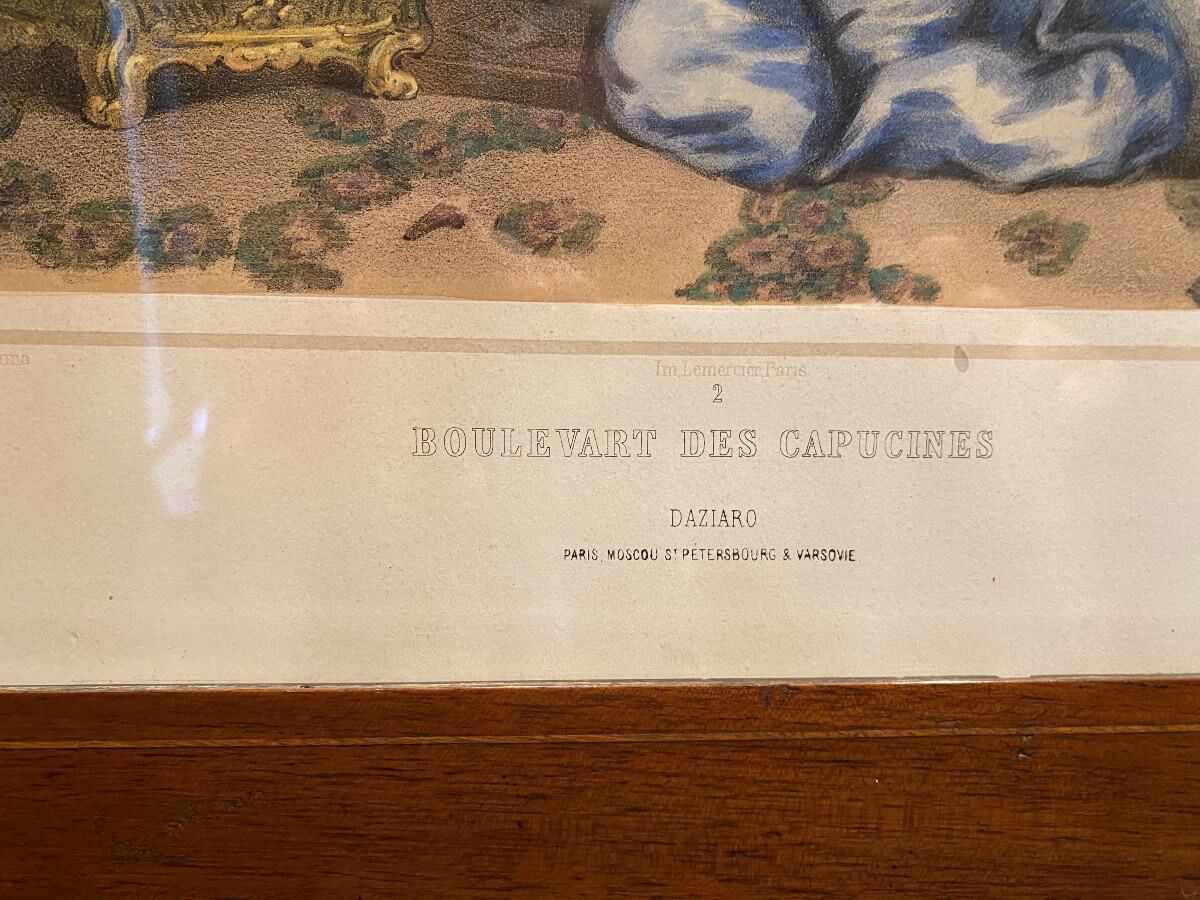 Im. Lemercier, Paris
2
BOULEVART DES CAPUCINES
DAZIARO
PARIS, MOSCOU ST PÉTERSBOURG & VARSOVIE.